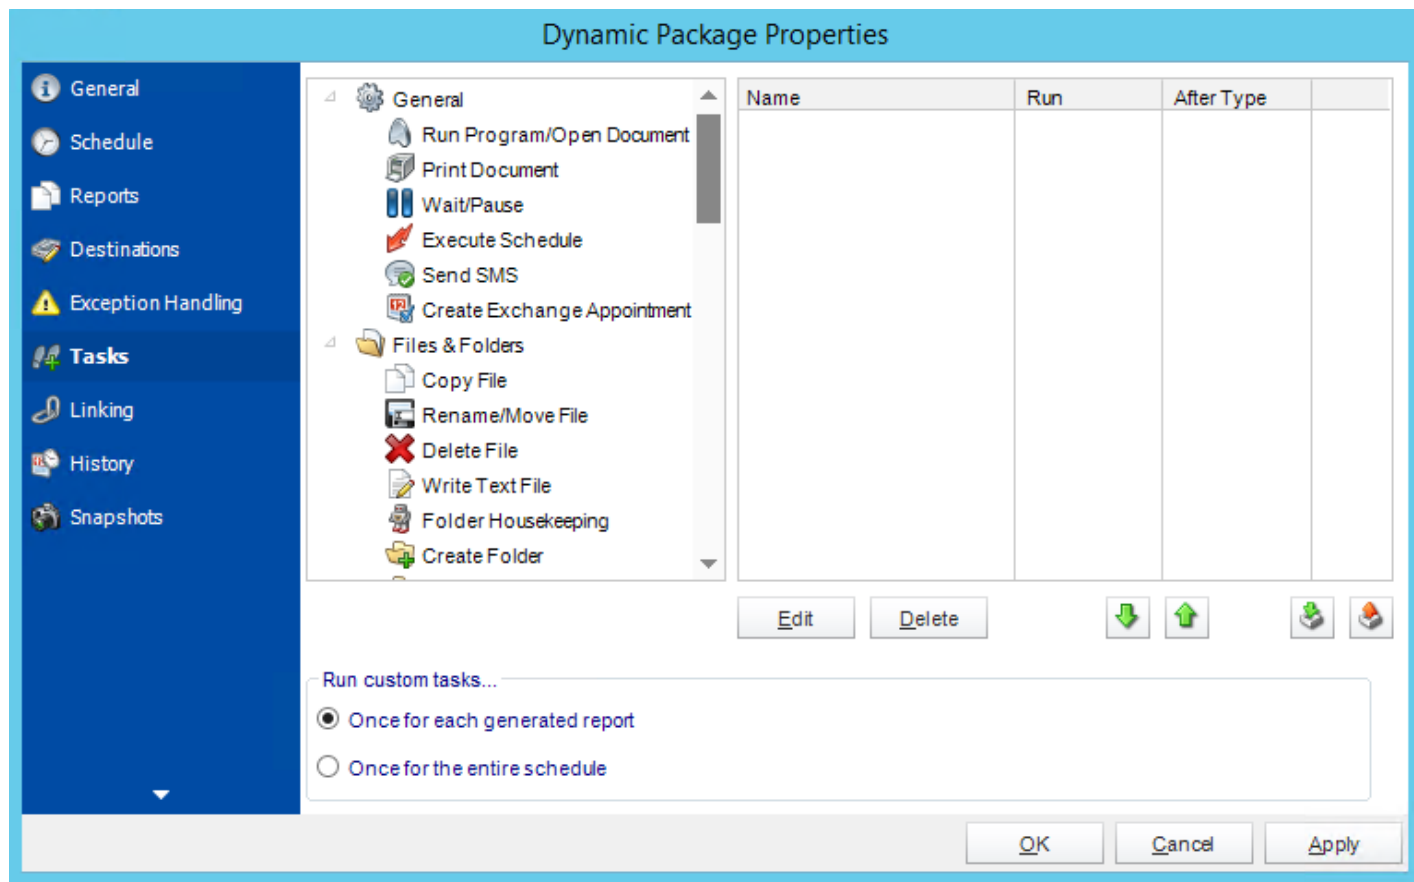 Dynamic Package Properties
General
Schedule
Reports
Destinations
Exception Handling
Tasks
Linking
History
Snapshots
General
Run Program/Open Document
Print Document
Wait/Pause
Execute Schedule
Send SMS
Create Exchange Appointment
Files & Folders
Copy File
Rename/Move File
Delete File
Write Text File
Folder Housekeeping
Create Folder
Name Run After Type
Edit Delete
Run custom tasks...
Once for each generated report
Once for the entire schedule
OK Cancel Apply